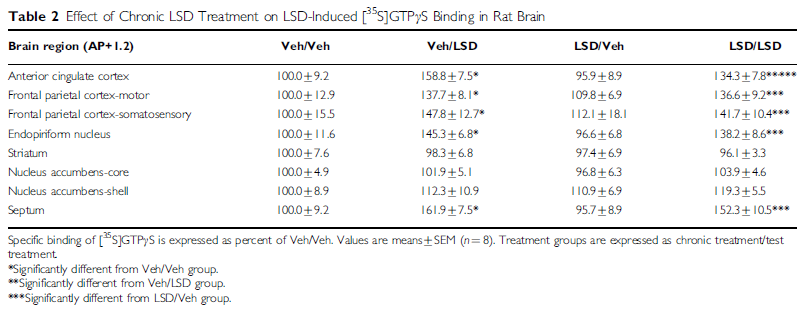 Table 2 Effect of Chronic LSD Treatment on LSD-Induced [35S]GTPγS Binding in Rat Brain
Brain region (AP+1.2) Veh/Veh Veh/LSD LSD/Veh LSD/LSD
Anterior cingulate cortex 100.0±9.2 158.8±7.5* 95.9±8.9 134.3±7.8**,***
Frontal parietal cortex-motor 100.0±12.9 137.7±8.1* 109.8±6.9 136.6±9.2***
Frontal parietal cortex-somatosensory 100.0±15.5 147.8±12.7* 112.1±18.1 141.7±10.4***
Endopiriform nucleus 100.0±11.6 145.3±6.8* 96.6±6.8 138.2±8.6***
Striatum 100.0±7.6 98.3±6.8 97.4±6.9 96.1±3.3
Nucleus accumbens-core 100.0±4.9 101.9±5.1 96.8±6.3 103.9±4.6
Nucleus accumbens-shell 100.0±8.9 112.3±10.9 110.9±6.9 119.3±5.5
Septum 100.0±9.2 161.9±7.5* 95.7±8.9 152.3±10.5***
Specific binding of [35S]GTPγS is expressed as percent of Veh/Veh. Values are means±SEM (n=8). Treatment groups are expressed as chronic treatment/test
treatment.
*Significantly different from Veh/Veh group.
**Significantly different from Veh/LSD group.
***Significantly different from LSD/Veh group.